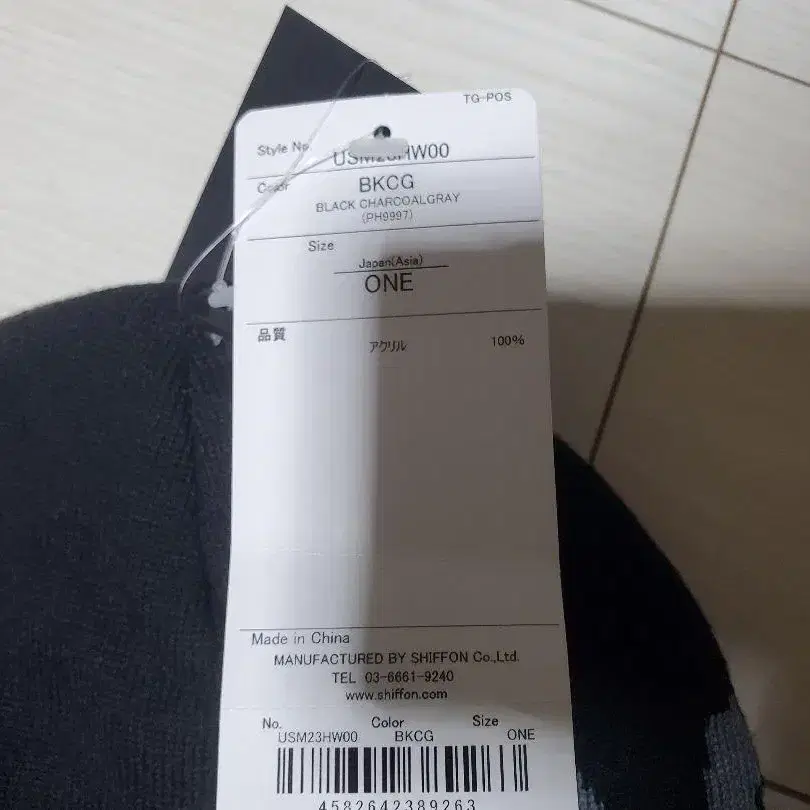 TG-POS
Style No. USM23HW00
Color BKCG
BLACK CHARCOALGRAY
(PH9997)
Size
Japan(Asia)
ONE
品質
アクリル 100%
Made in China
MANUFACTURED BY SHIFFON Co.,Ltd.
TEL 03-6661-9240
www.shiffon.com
No. Color Size
USM23HW00 BKCG ONE
4582642389263